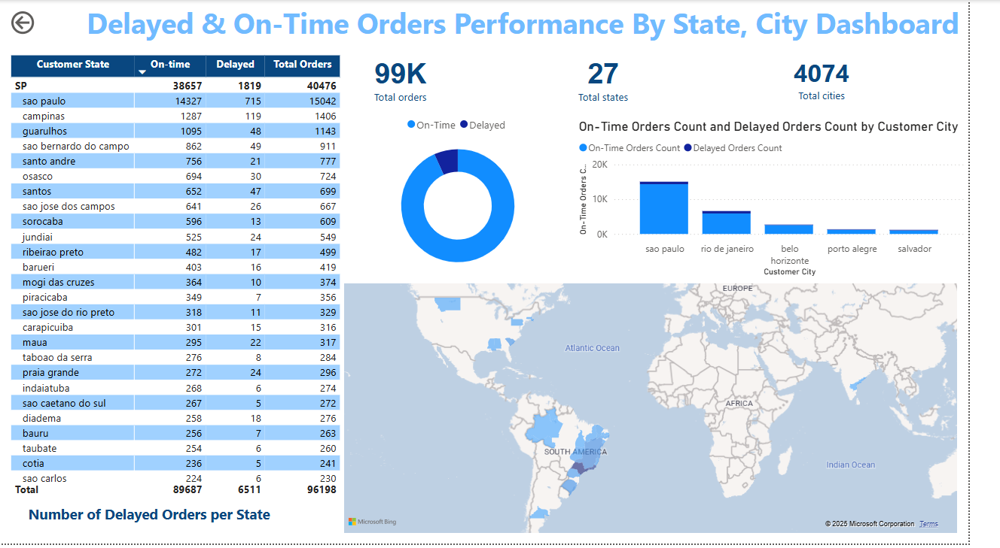 Delayed & On-Time Orders Performance By State, City Dashboard
Customer State On-time Delayed Total Orders
SP 38657 1819 40476
sao paulo 14327 715 15042
campinas 1287 119 1406
guarulhos 1095 48 1143
sao bernardo do campo 862 49 911
santo andre 756 21 777
osasco 694 30 724
santos 652 47 699
sao jose dos campos 641 26 667
sorocaba 596 13 609
jundiai 525 24 549
ribeirao preto 482 17 499
barueri 403 16 419
mogi das cruzes 364 10 374
piracicaba 349 7 356
sao jose do rio preto 318 11 329
carapicuiba 301 15 316
maua 295 22 317
taboao da serra 276 8 284
praia grande 272 24 296
indaiatuba 268 6 274
sao caetano do sul 267 5 272
diadema 258 18 276
bauru 256 7 263
taubate 254 6 260
cotia 236 5 241
sao carlos 224 6 230
Total 89687 6511 96198
Number of Delayed Orders per State
99K
Total orders
27
Total states
4074
Total cities
On-Time Delayed
On-Time Orders Count and Delayed Orders Count by Customer City
On-Time Orders Count Delayed Orders Count
On-Time Orders C...
20K
10K
0K
sao paulo rio de janeiro belo horizonte porto alegre salvador
Customer City
EUROPE
Atlantic Ocean
AFRICA
SOUTH AMERICA
Indian Ocean
Microsoft Bing
© 2025 Microsoft Corporation Terms